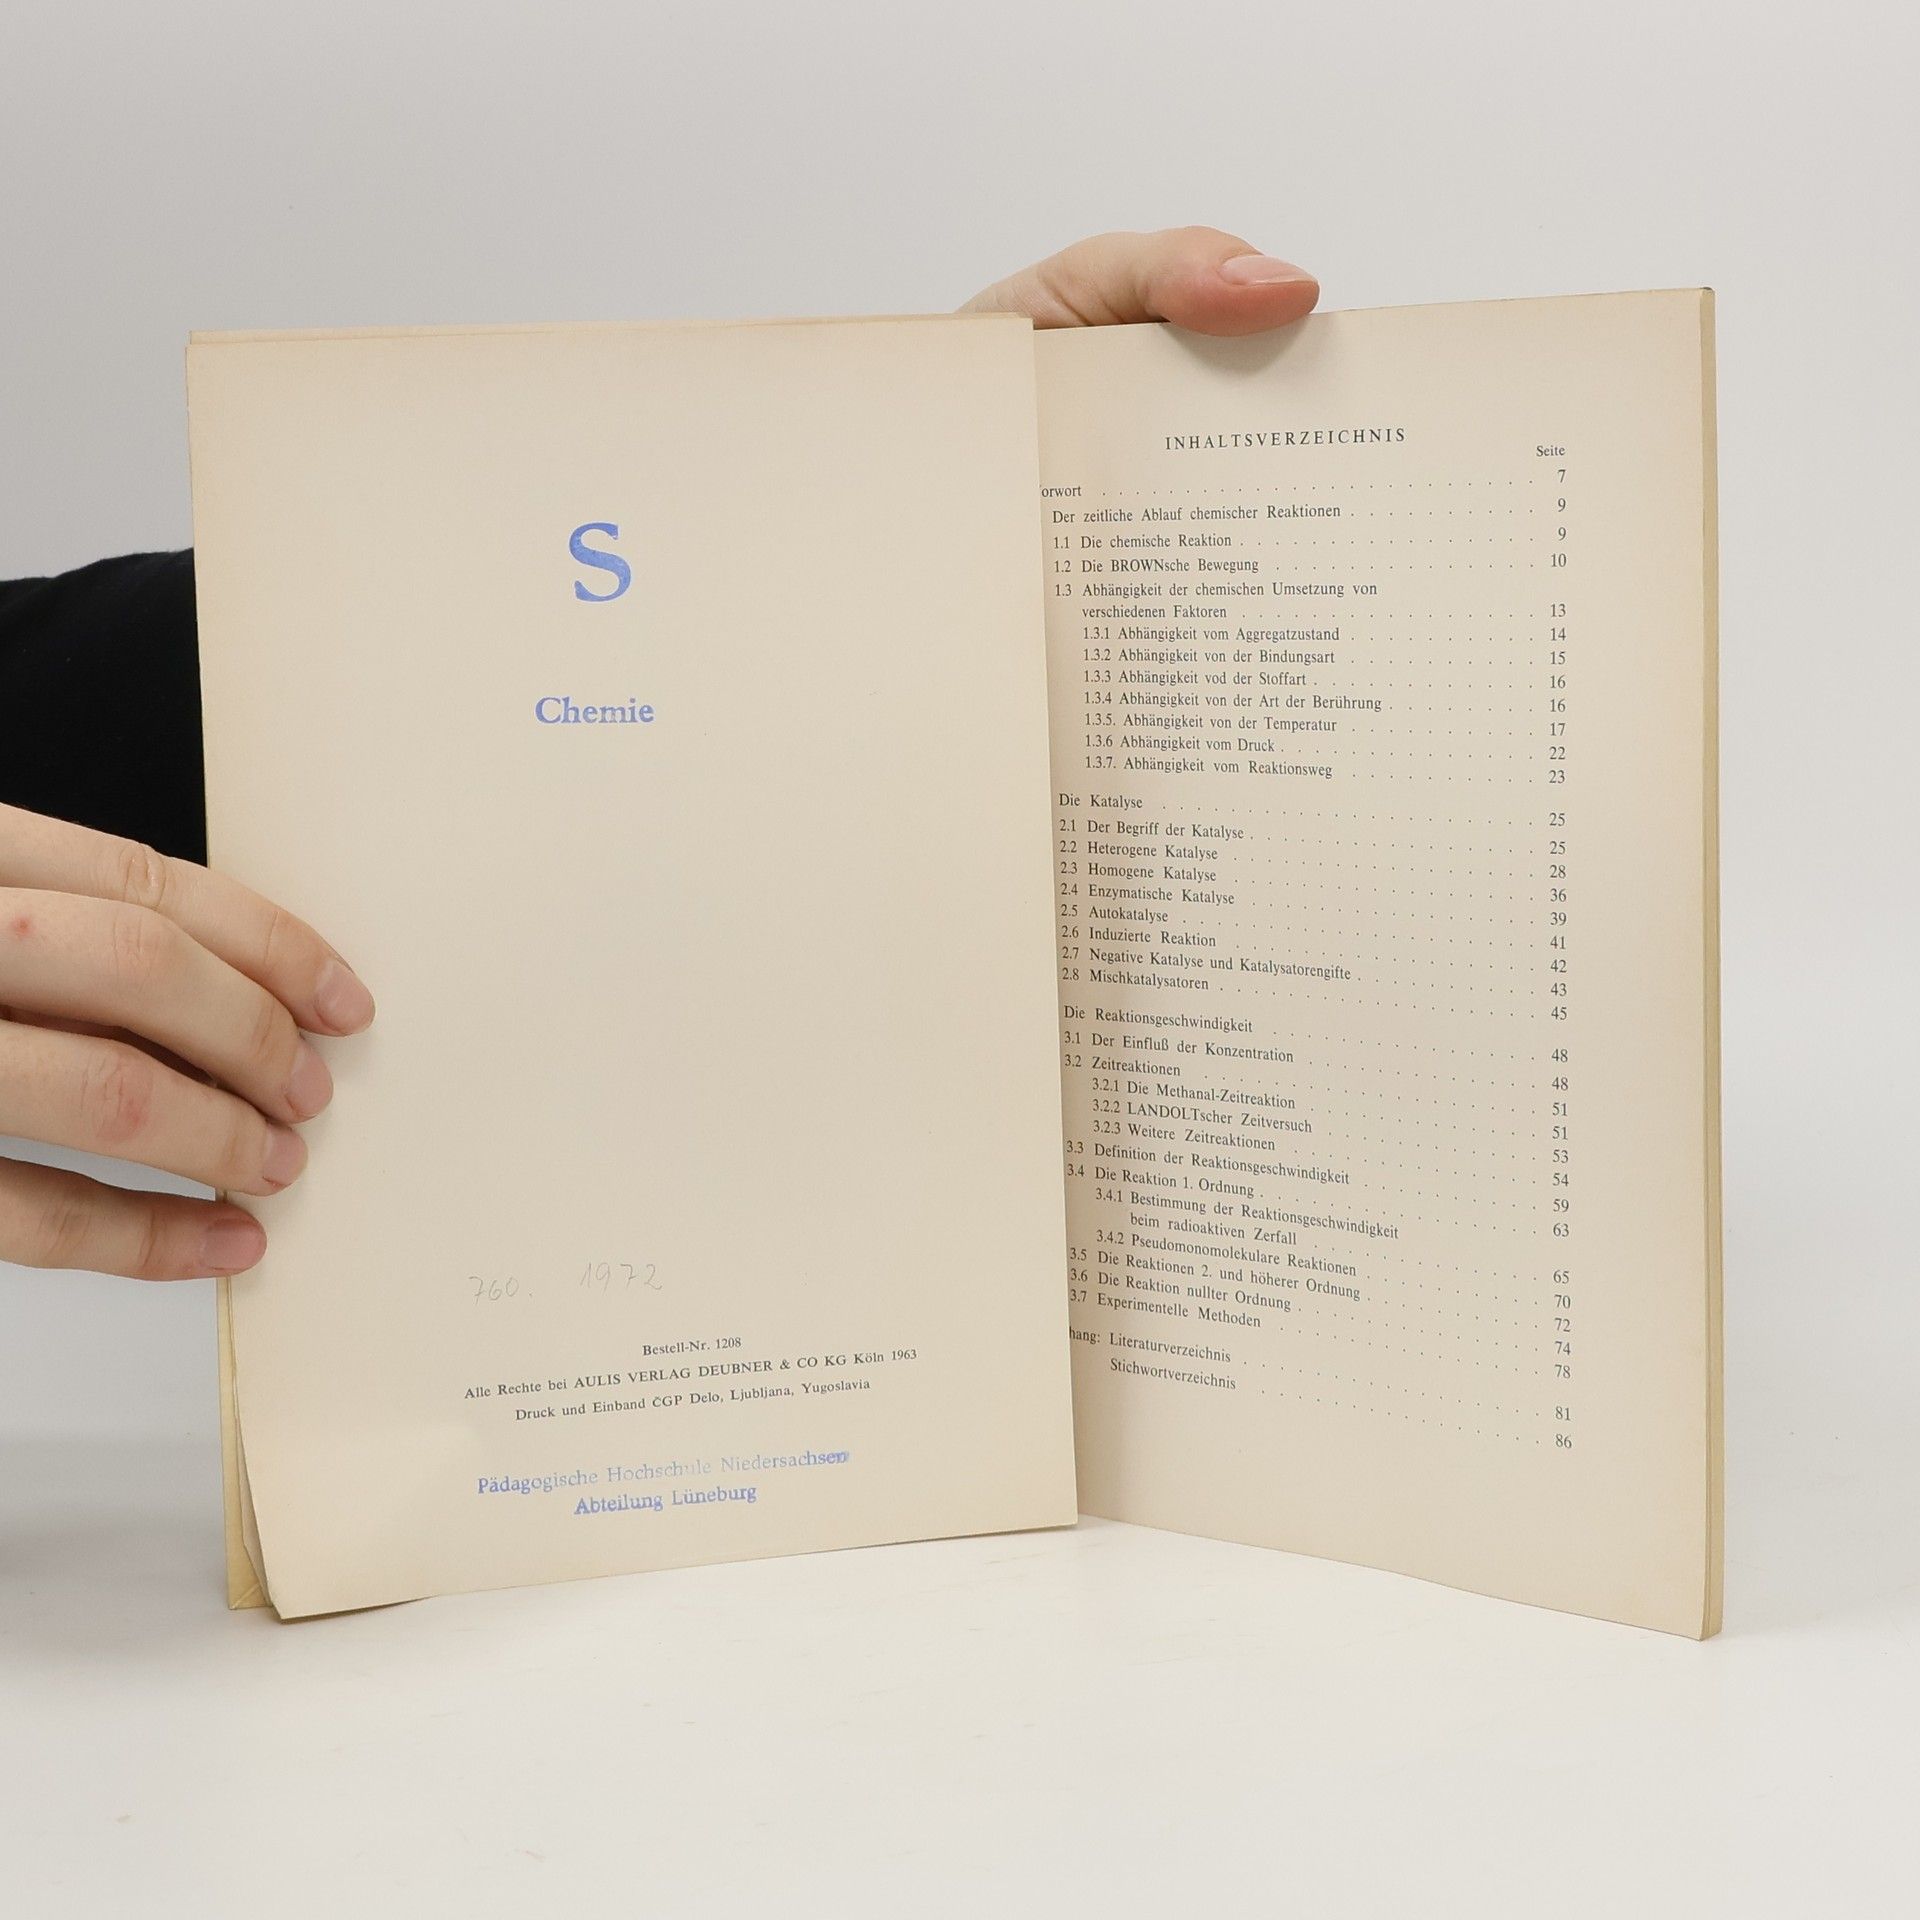 S
Chemie
760. 1972
Bestell-Nr. 1208
Alle Rechte bei AULIS VERLAG DEUBNER & CO KG Köln 1963
Druck und Einband ČGP Delo, Ljubljana, Yugoslavia
Pädagogische Hochschule Niedersachsen
Abteilung Lüneburg
INHALTSVERZEICHNIS
Seite
orwort . . . . . . . . . . . . . . . . . . . . . . 7
Der zeitliche Ablauf chemischer Reaktionen . . . . . . . . . . 9
1.1 Die chemische Reaktion . . . . . . . . . . . . . . . 9
1.2 Die BROWNsche Bewegung . . . . . . . . . . . . . . 10
1.3 Abhängigkeit der chemischen Umsetzung von
verschiedenen Faktoren . . . . . . . . . . . . . . . 13
1.3.1 Abhängigkeit vom Aggregatzustand . . . . . . . . . 14
1.3.2 Abhängigkeit von der Bindungsart . . . . . . . . . 15
1.3.3 Abhängigkeit vod der Stoffart . . . . . . . . . . . 16
1.3.4 Abhängigkeit von der Art der Berührung . . . . . . . 16
1.3.5. Abhängigkeit von der Temperatur . . . . . . . . . 17
1.3.6 Abhängigkeit vom Druck . . . . . . . . . . . . . 22
1.3.7. Abhängigkeit vom Reaktionsweg . . . . . . . . . 23
Die Katalyse . . . . . . . . . . . . . . . . . . . 25
2.1 Der Begriff der Katalyse . . . . . . . . . . . . . . 25
2.2 Heterogene Katalyse . . . . . . . . . . . . . . . 28
2.3 Homogene Katalyse . . . . . . . . . . . . . . . 36
2.4 Enzymatische Katalyse . . . . . . . . . . . . . . 39
2.5 Autokatalyse . . . . . . . . . . . . . . . . . . 41
2.6 Induzierte Reaktion . . . . . . . . . . . . . . . 42
2.7 Negative Katalyse und Katalysatorengifte . . . . . . . . . 43
2.8 Mischkatalysatoren . . . . . . . . . . . . . . . . 45
Die Reaktionsgeschwindigkeit . . . . . . . . . . . . . 48
3.1 Der Einfluß der Konzentration . . . . . . . . . . . . 48
3.2 Zeitreaktionen . . . . . . . . . . . . . . . . . 51
3.2.1 Die Methanal-Zeitreaktion . . . . . . . . . . . . 51
3.2.2 LANDOLTscher Zeitversuch . . . . . . . . . . . 53
3.2.3 Weitere Zeitreaktionen . . . . . . . . . . . . . 54
3.3 Definition der Reaktionsgeschwindigkeit . . . . . . . . . 59
3.4 Die Reaktion 1. Ordnung . . . . . . . . . . . . . . 63
3.4.1 Bestimmung der Reaktionsgeschwindigkeit
beim radioaktiven Zerfall . . . . . . . . . . . . 65
3.4.2 Pseudomonomolekulare Reaktionen . . . . . . . . . 70
3.5 Die Reaktionen 2. und höherer Ordnung . . . . . . . . . 72
3.6 Die Reaktion nullter Ordnung . . . . . . . . . . . . 74
3.7 Experimentelle Methoden . . . . . . . . . . . . . 78
hang: Literaturverzeichnis . . . . . . . . . . . . . . . 81
Stichwortverzeichnis . . . . . . . . . . . . . . . 86